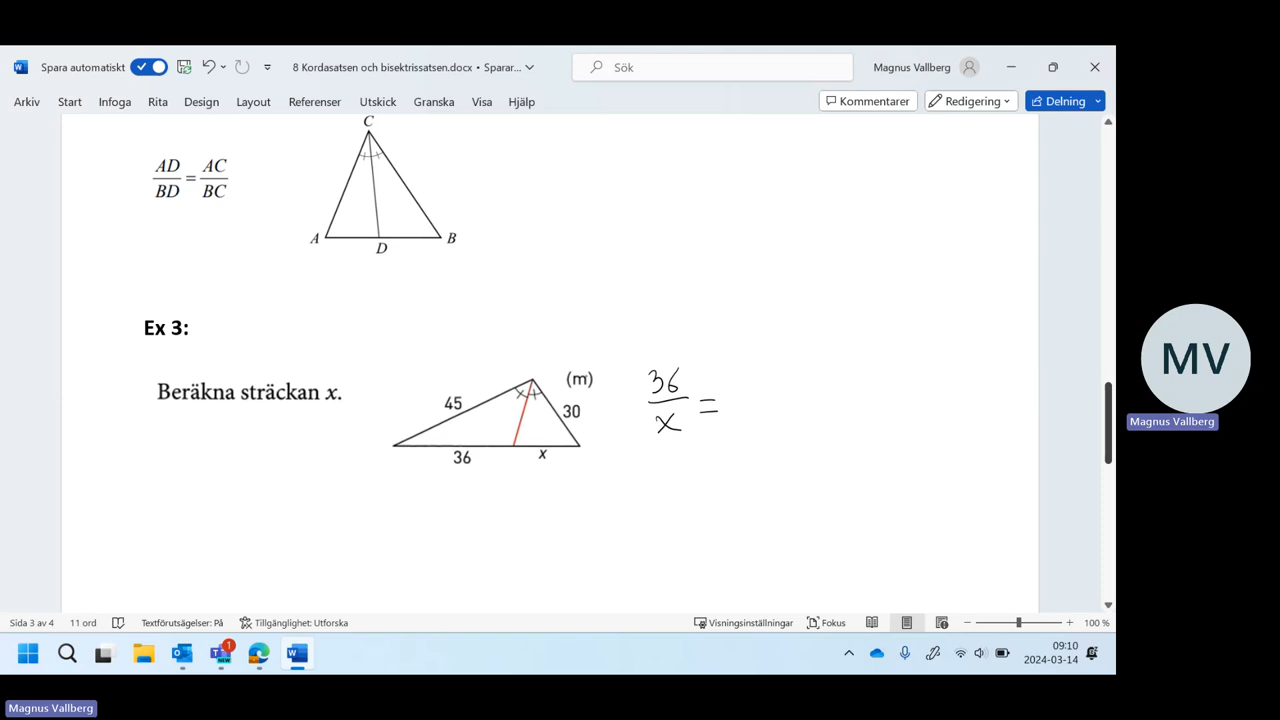 Spara automatiskt
8 Kordasatsen och bisektrissatsen.docx • Sparar...
Sök
Magnus Vallberg
Arkiv Start Infoga Rita Design Layout Referenser Utskick Granska Visa Hjälp
Kommentarer Redigering Delning
C
AD/BD = AC/BC
A
B
D
Ex 3:
Beräkna sträckan x.
(m)
45
30
36
x
36/x =
MV
Magnus Vallberg
Sida 3 av 4 11 ord Textförutsägelser: På Tillgänglighet: Utforska Visningsinställningar Fokus 100 %
1
NEW
09:10
2024-03-14
Magnus Vallberg